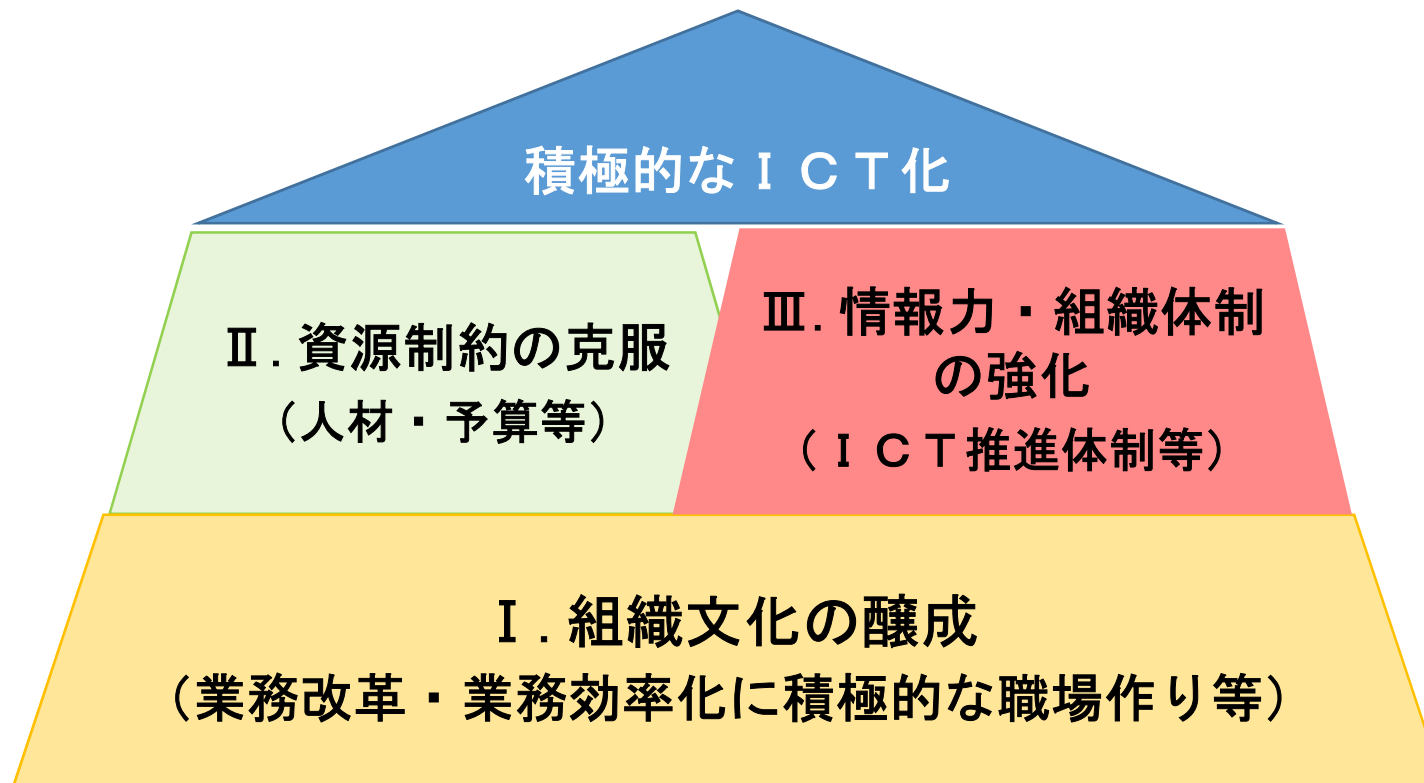 積極的なＩＣＴ化
Ⅱ．資源制約の克服
（人材・予算等）
Ⅲ．情報力・組織体制
の強化
（ＩＣＴ推進体制等）
Ⅰ．組織文化の醸成
（業務改革・業務効率化に積極的な職場作り等）